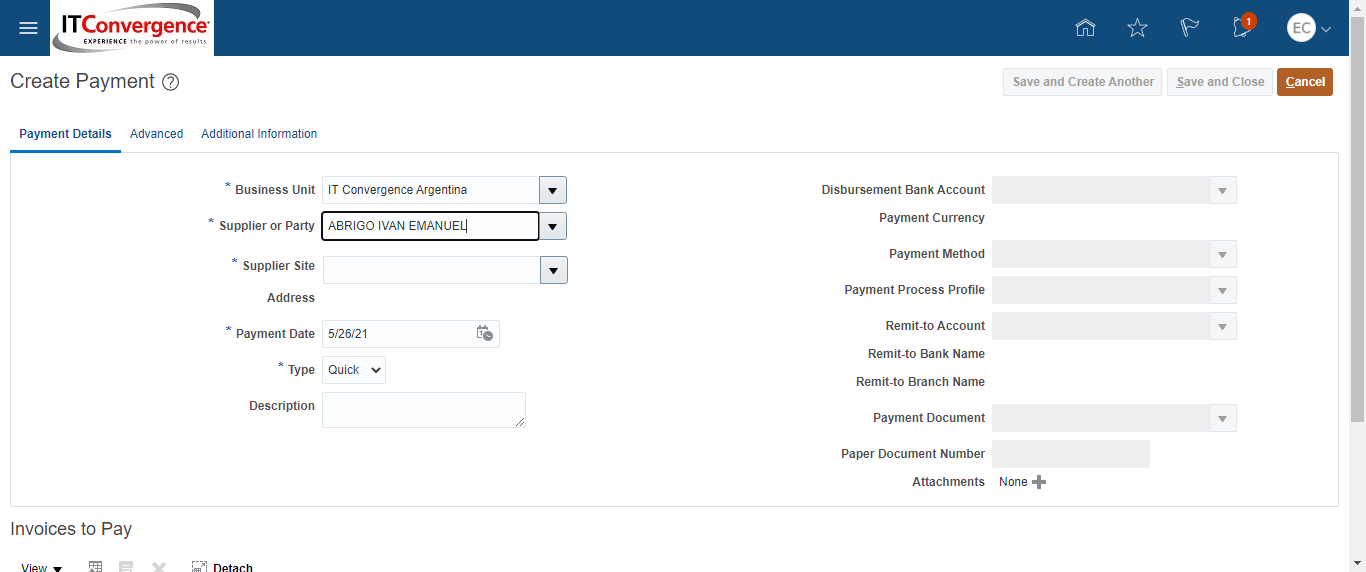 ITConvergence
EXPERIENCE the power of results
1
EC
Create Payment
Save and Create Another
Save and Close
Cancel
Payment Details
Advanced
Additional Information
* Business Unit IT Convergence Argentina
* Supplier or Party ABRIGO IVAN EMANUEL
* Supplier Site
Address
* Payment Date 5/26/21
* Type Quick
Description
Disbursement Bank Account
Payment Currency
Payment Method
Payment Process Profile
Remit-to Account
Remit-to Bank Name
Remit-to Branch Name
Payment Document
Paper Document Number
Attachments None
Invoices to Pay
View Detach